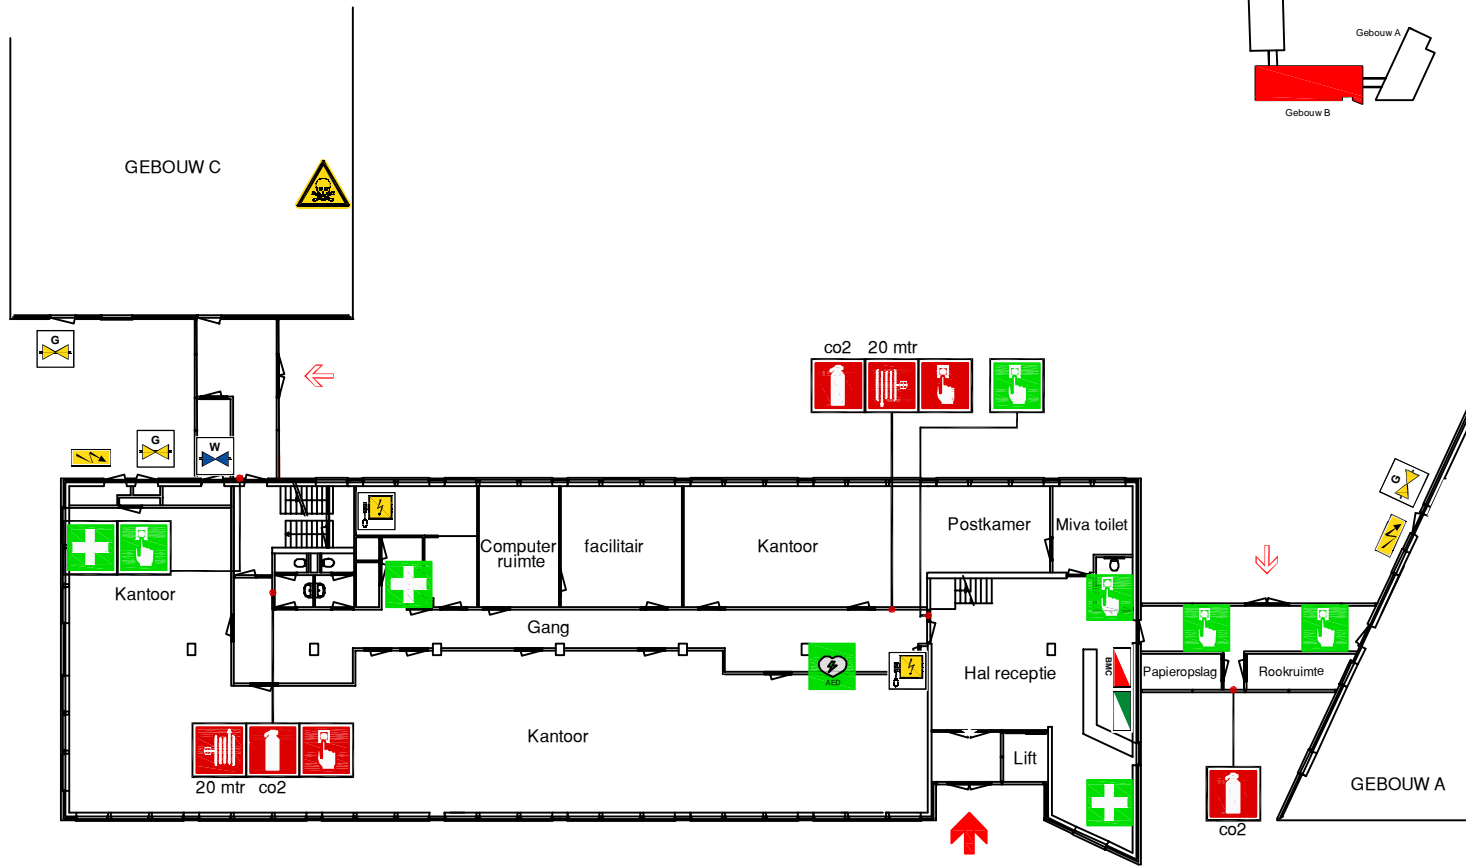 Gebouw A
Gebouw B
GEBOUW C
G
co2 20 mtr
G
W
G
Computer
ruimte
facilitair
Kantoor
Postkamer
Miva toilet
Kantoor
Gang
Hal receptie
BMC
Papieropslag
Rookruimte
AED
Kantoor
Lift
20 mtr co2
GEBOUW A
co2